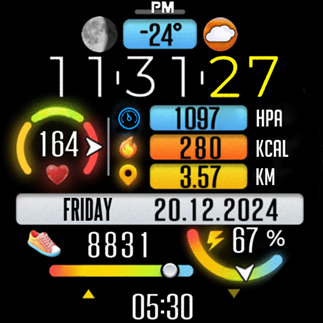 PM
-24°
11:31:27
164
1097 HPA
280 KCAL
3.57 KM
FRIDAY 20.12.2024
8831
67 %
05:30